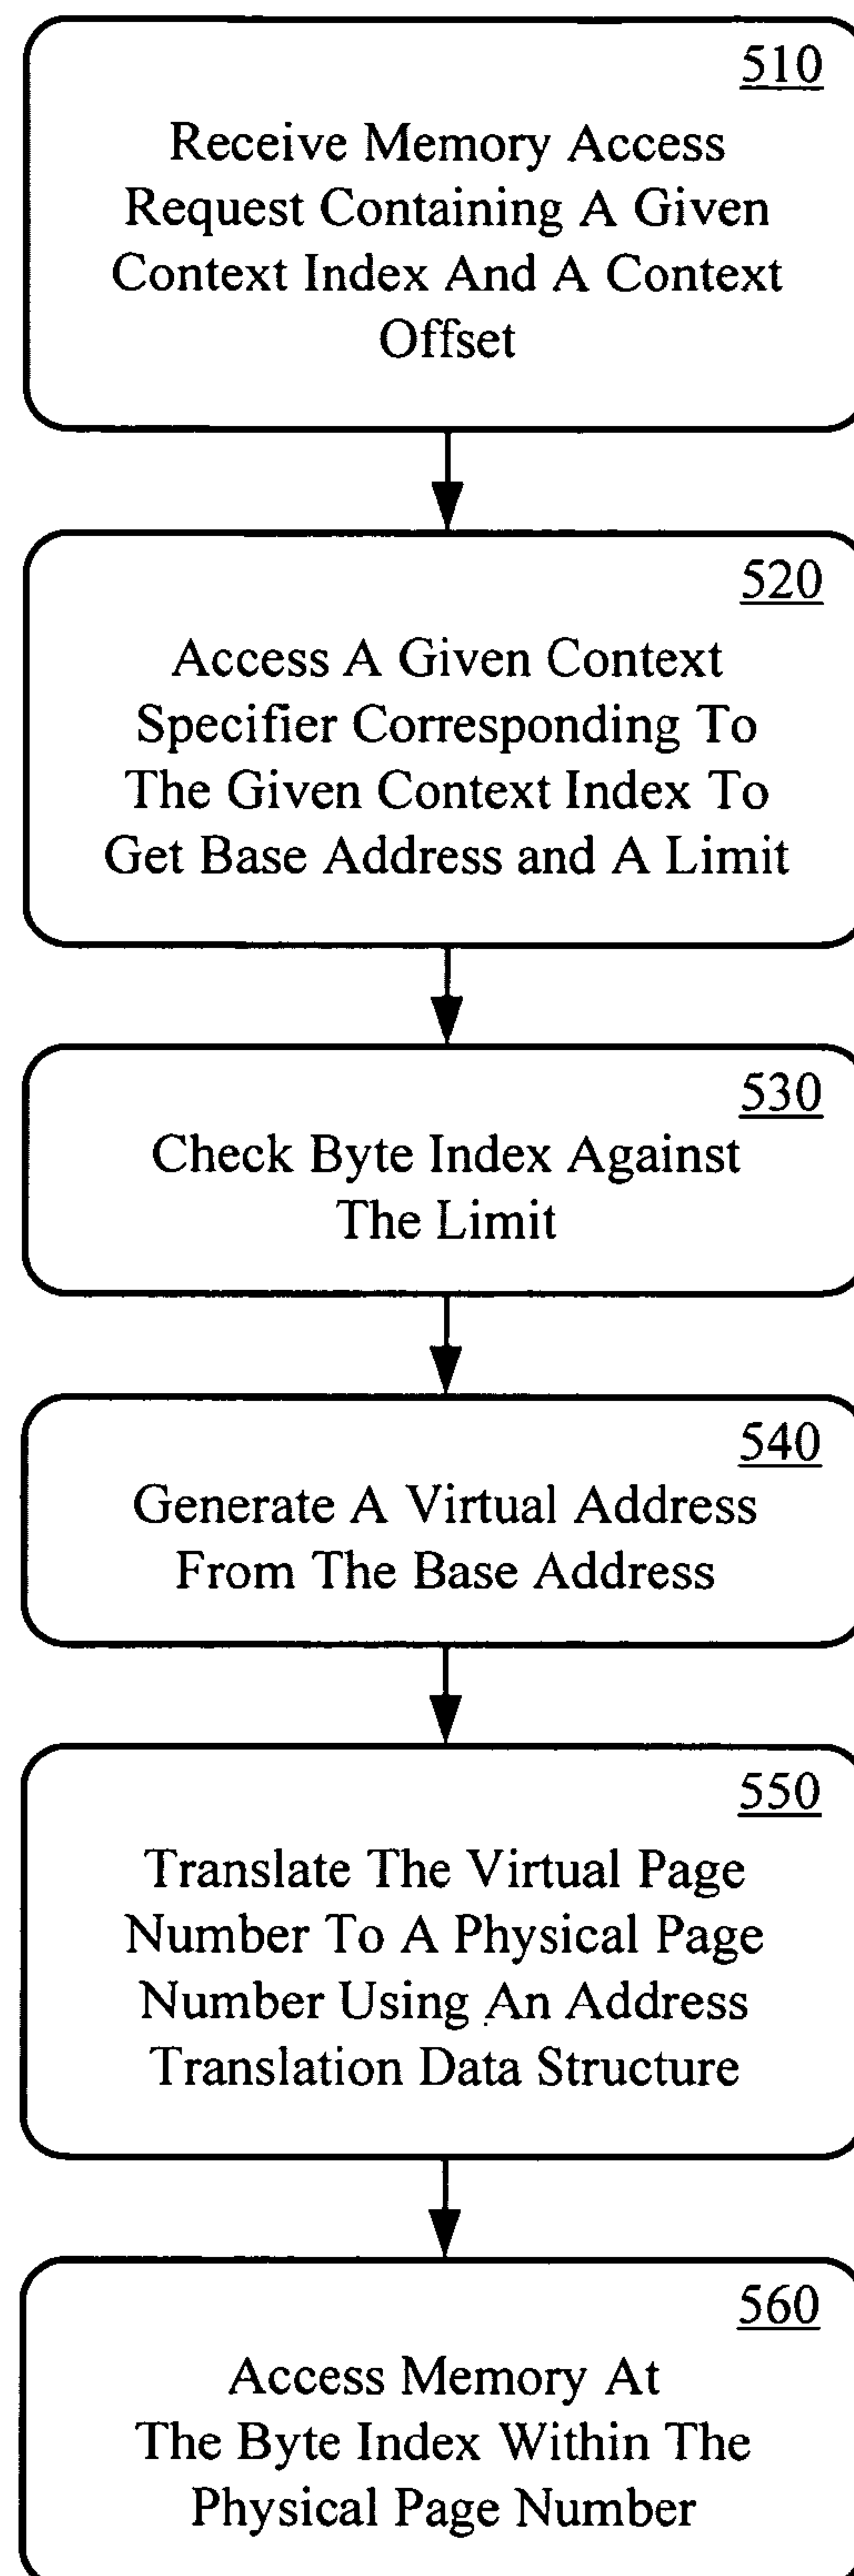 510
Receive Memory Access
Request Containing A Given
Context Index And A Context
Offset
520
Access A Given Context
Specifier Corresponding To
The Given Context Index To
Get Base Address and A Limit
530
Check Byte Index Against
The Limit
540
Generate A Virtual Address
From The Base Address
550
Translate The Virtual Page
Number To A Physical Page
Number Using An Address
Translation Data Structure
560
Access Memory At
The Byte Index Within The
Physical Page Number